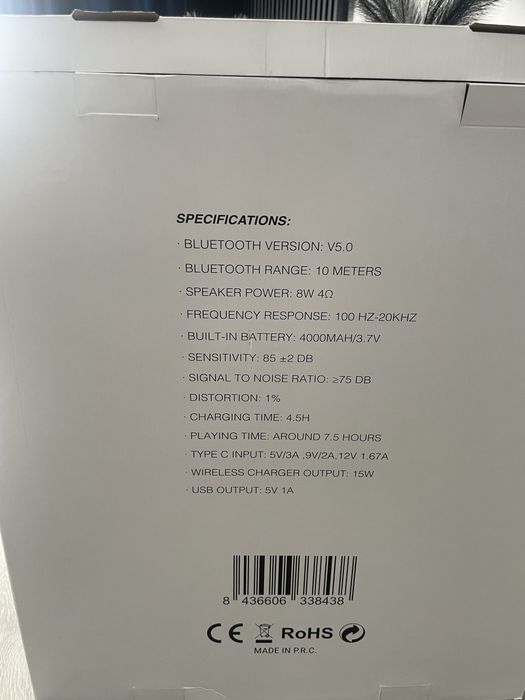 SPECIFICATIONS:
· BLUETOOTH VERSION: V5.0
· BLUETOOTH RANGE: 10 METERS
· SPEAKER POWER: 8W 4Ω
· FREQUENCY RESPONSE: 100 HZ-20KHZ
· BUILT-IN BATTERY: 4000MAH/3.7V
· SENSITIVITY: 85 ±2 DB
· SIGNAL TO NOISE RATIO: ≥75 DB
· DISTORTION: 1%
· CHARGING TIME: 4.5H
· PLAYING TIME: AROUND 7.5 HOURS
· TYPE C INPUT: 5V/3A ,9V/2A,12V 1.67A
· WIRELESS CHARGER OUTPUT: 15W
· USB OUTPUT: 5V 1A
8 436606 338438
CE RoHS
MADE IN P.R.C.